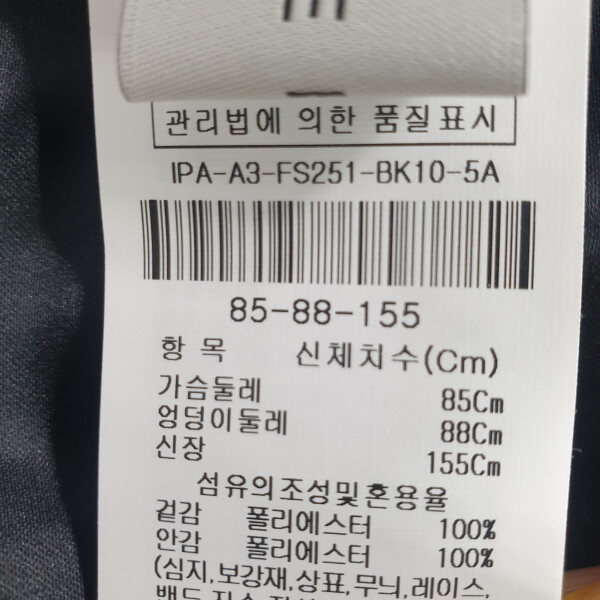 관리법에 의한 품질표시
IPA-A3-FS251-BK10-5A
85-88-155
항 목 신체치수(Cm)
가슴둘레 85Cm
엉덩이둘레 88Cm
신장 155Cm
섬유의조성및혼용율
겉감 폴리에스터 100%
안감 폴리에스터 100%
(심지,보강재,상표,무늬,레이스,